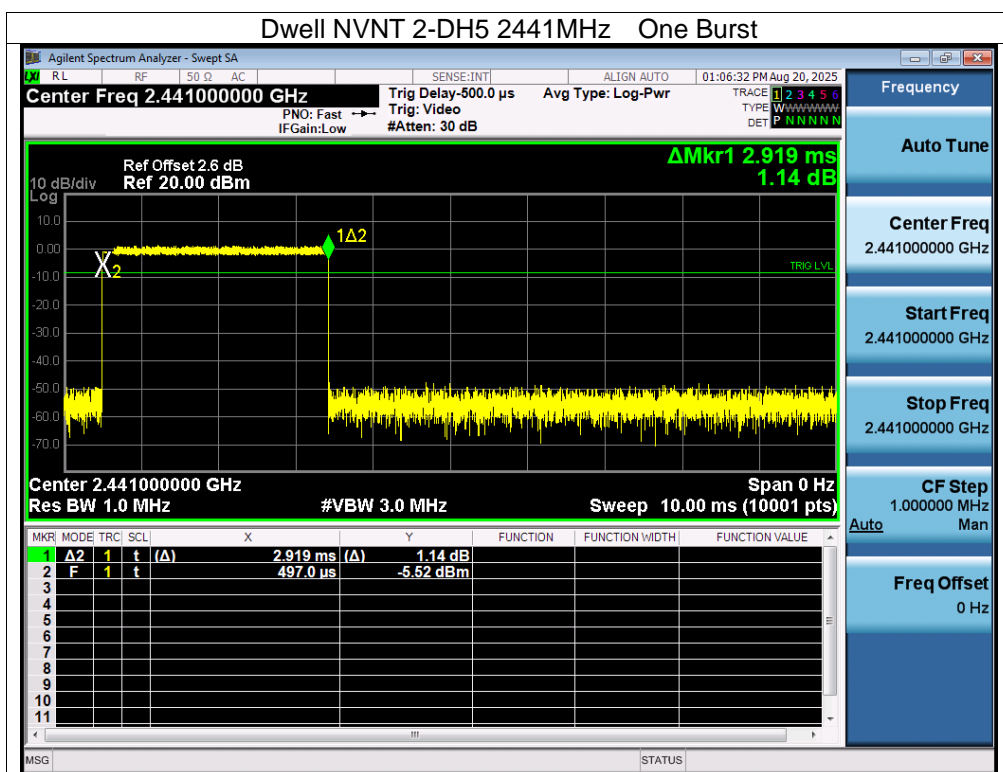 Dwell NVNT 2-DH5 2441MHz One Burst
Agilent Spectrum Analyzer - Swept SA
LXI RL RF 50 Ω AC SENSE:INT ALIGN AUTO 01:06:32 PM Aug 20, 2025
Center Freq 2.441000000 GHz Trig Delay-500.0 µs Avg Type: Log-Pwr TRACE 1 2 3 4 5 6
PNO: Fast Trig: Video TYPE WWWWWW
IFGain:Low #Atten: 30 dB DET P N N N N N
Ref Offset 2.6 dB ΔMkr1 2.919 ms
10 dB/div Ref 20.00 dBm 1.14 dB
Log
10.0
1Δ2
0.00
2
TRIG LVL
-10.0
-20.0
-30.0
-40.0
-50.0
-60.0
-70.0
Center 2.441000000 GHz Span 0 Hz
Res BW 1.0 MHz #VBW 3.0 MHz Sweep 10.00 ms (10001 pts)
MKR MODE TRC SCL X Y FUNCTION FUNCTION WIDTH FUNCTION VALUE
1 Δ2 1 t (Δ) 2.919 ms (Δ) 1.14 dB
2 F 1 t 497.0 µs -5.52 dBm
3
4
5
6
7
8
9
10
11
MSG STATUS
Frequency
Auto Tune
Center Freq
2.441000000 GHz
Start Freq
2.441000000 GHz
Stop Freq
2.441000000 GHz
CF Step
1.000000 MHz
Auto Man
Freq Offset
0 Hz